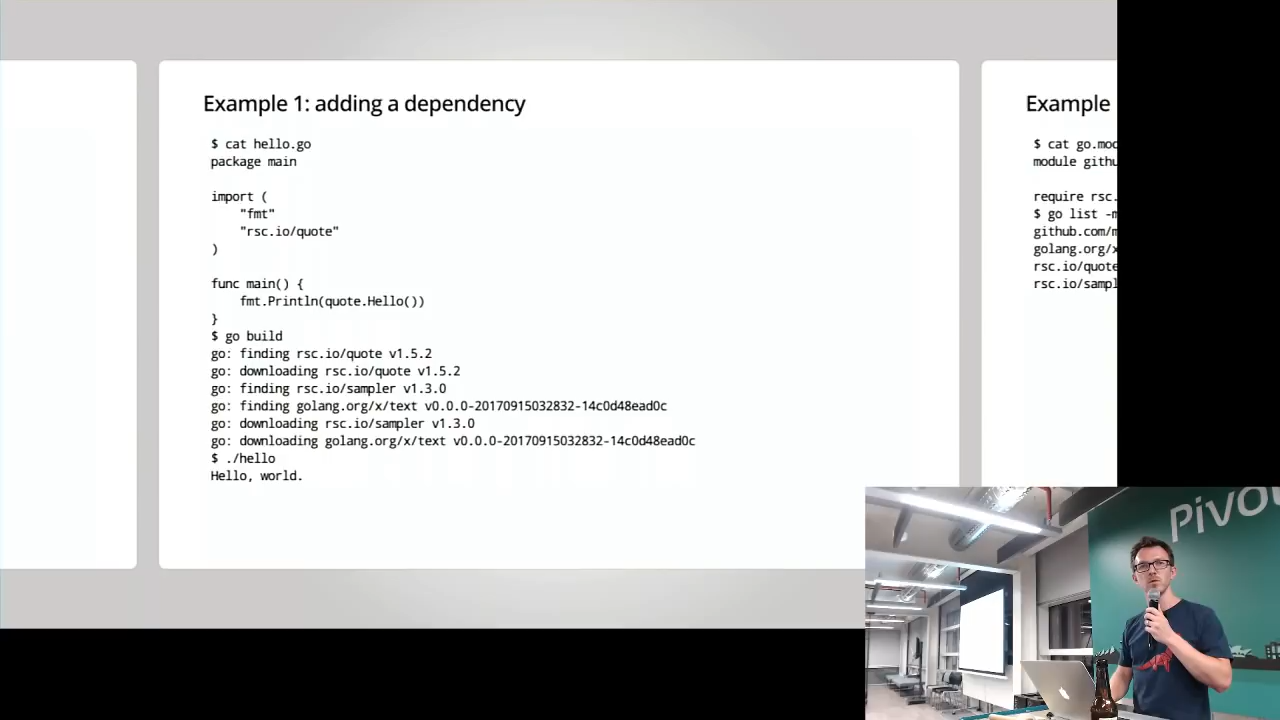 Example 1: adding a dependency
$ cat hello.go
package main
import (
"fmt"
"rsc.io/quote"
)
func main() {
fmt.Println(quote.Hello())
}
$ go build
go: finding rsc.io/quote v1.5.2
go: downloading rsc.io/quote v1.5.2
go: finding rsc.io/sampler v1.3.0
go: finding golang.org/x/text v0.0.0-20170915032832-14c0d48ead0c
go: downloading rsc.io/sampler v1.3.0
go: downloading golang.org/x/text v0.0.0-20170915032832-14c0d48ead0c
$ ./hello
Hello, world.
Example
$ cat go.moc
module githu
require rsc.
$ go list -m
github.com/m
golang.org/x
rsc.io/quote
rsc.io/sampl
Pivo